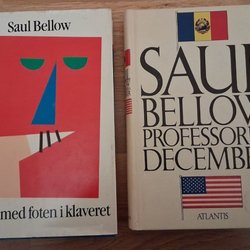 Saul Bellow
med foten i klaveret
SAUL
BELLOW
PROFESSOR
DECEMB
ATLANTIS